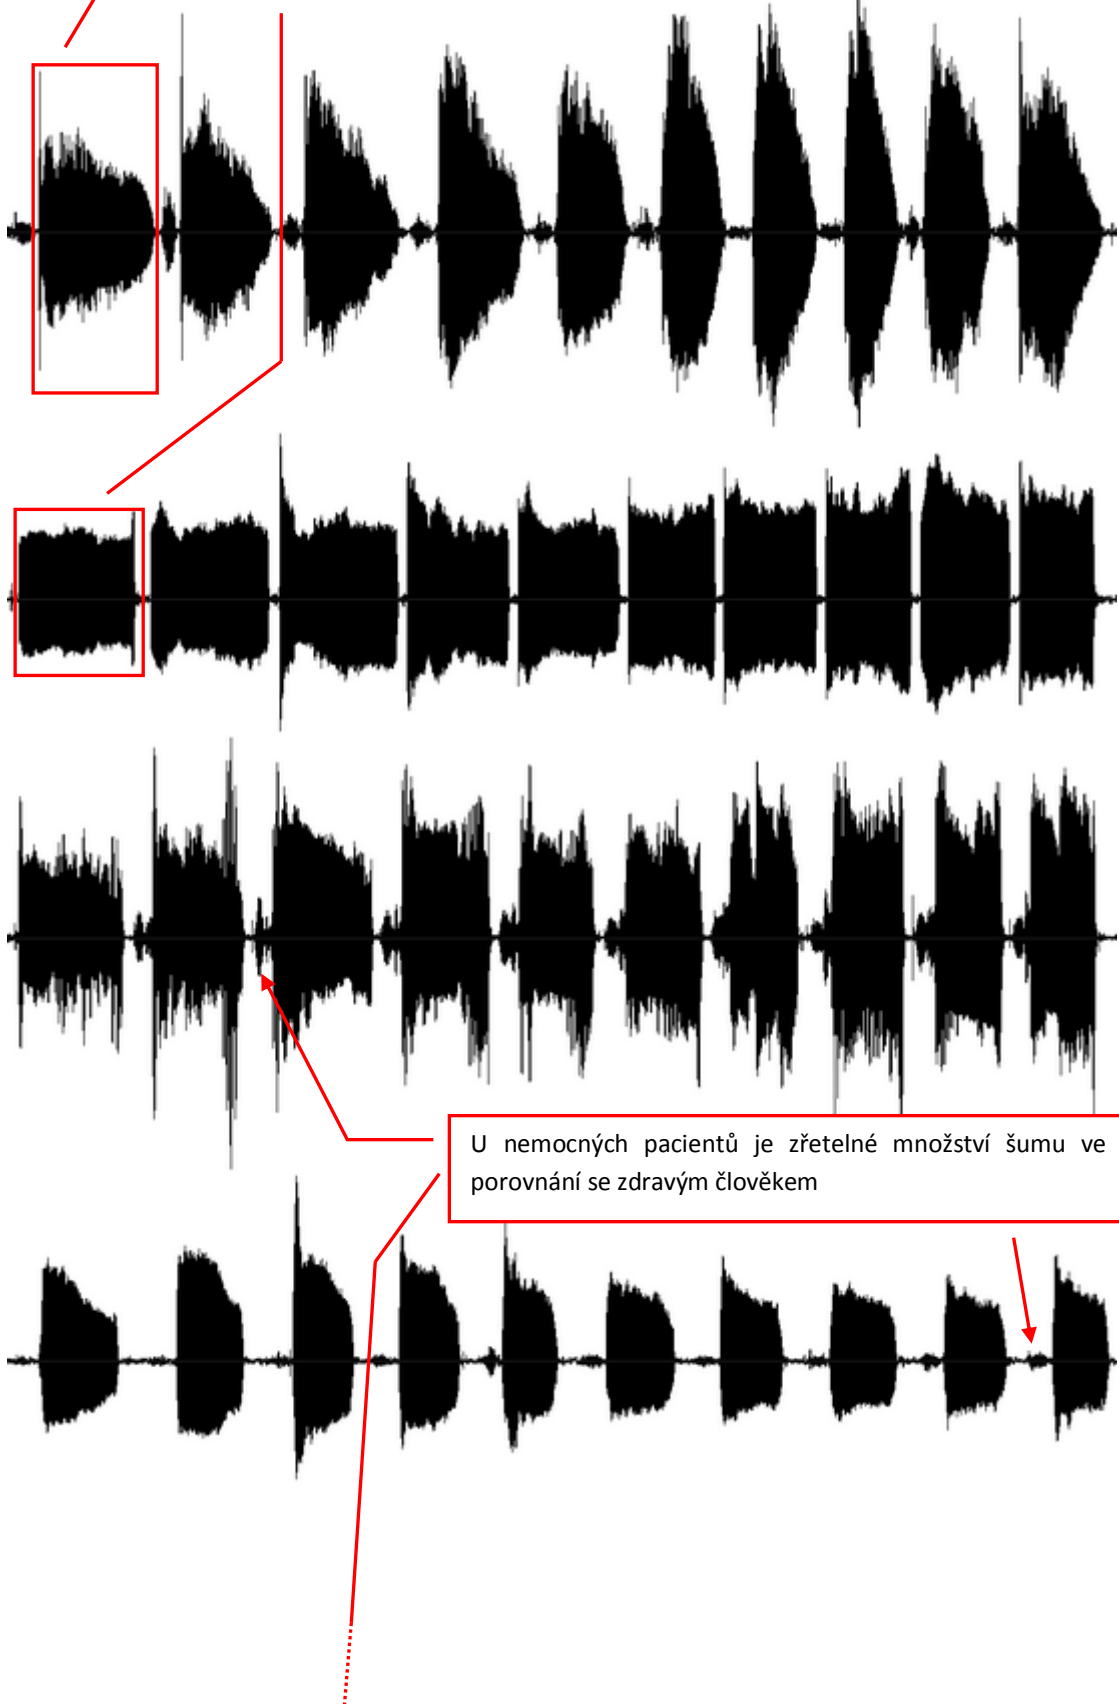 U nemocných pacientů je zřetelné množství šumu ve
porovnání se zdravým člověkem